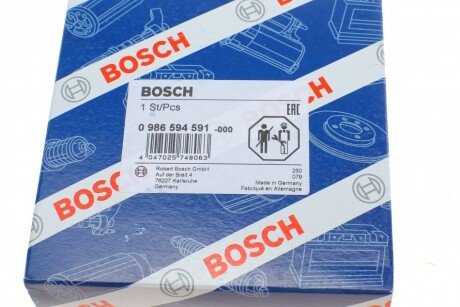 BOSCH
BOSCH
BOSCH
BOSCH
1 St/Pcs
0 986 594 591 -000
EAC
4 047025 748063
Robert Bosch GmbH
Auf der Breit 4
76227 Karlsruhe
Germany
250
079
Made in Germany
Fabriqué en Allemagne
BOSCH
BOSCH